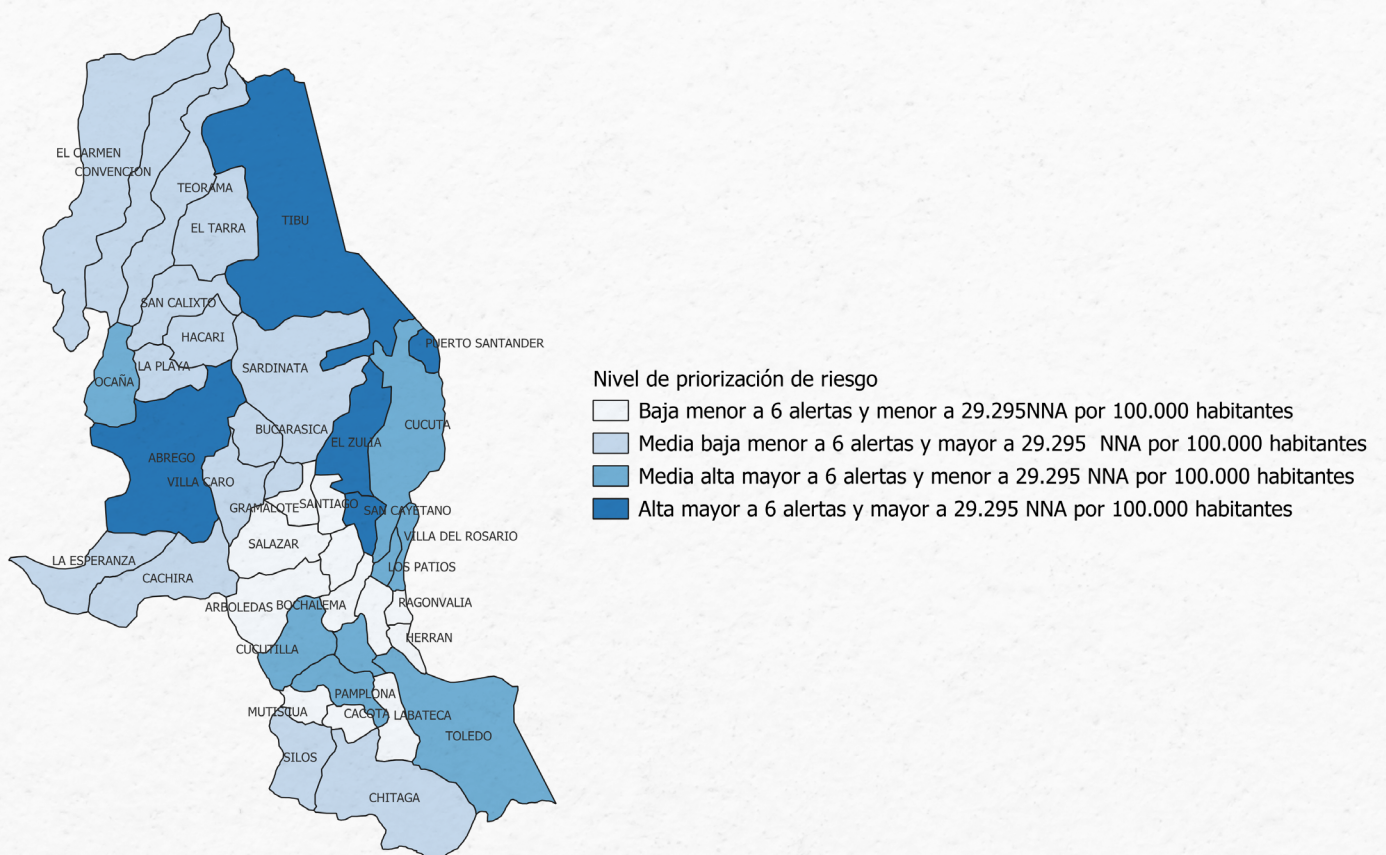 EL CARMEN
CONVENCION
TEORAMA
TIBU
EL TARRA
SAN CALIXTO
HACARI
PUERTO SANTANDER
LA PLAYA
SARDINATA
OCAÑA
BUCARASICA
CUCUTA
EL ZULIA
ABREGO
VILLA CARO
GRAMALOTE
SANTIAGO
SAN CAYETANO
VILLA DEL ROSARIO
SALAZAR
LA ESPERANZA
LOS PATIOS
CACHIRA
ARBOLEDAS
BOCHALEMA
RAGONVALIA
HERRAN
CUCUTILLA
PAMPLONA
MUTISCUA
CACOTA
LABATECA
TOLEDO
SILOS
CHITAGA
Nivel de priorización de riesgo
Baja menor a 6 alertas y menor a 29.295NNA por 100.000 habitantes
Media baja menor a 6 alertas y mayor a 29.295 NNA por 100.000 habitantes
Media alta mayor a 6 alertas y menor a 29.295 NNA por 100.000 habitantes
Alta mayor a 6 alertas y mayor a 29.295 NNA por 100.000 habitantes